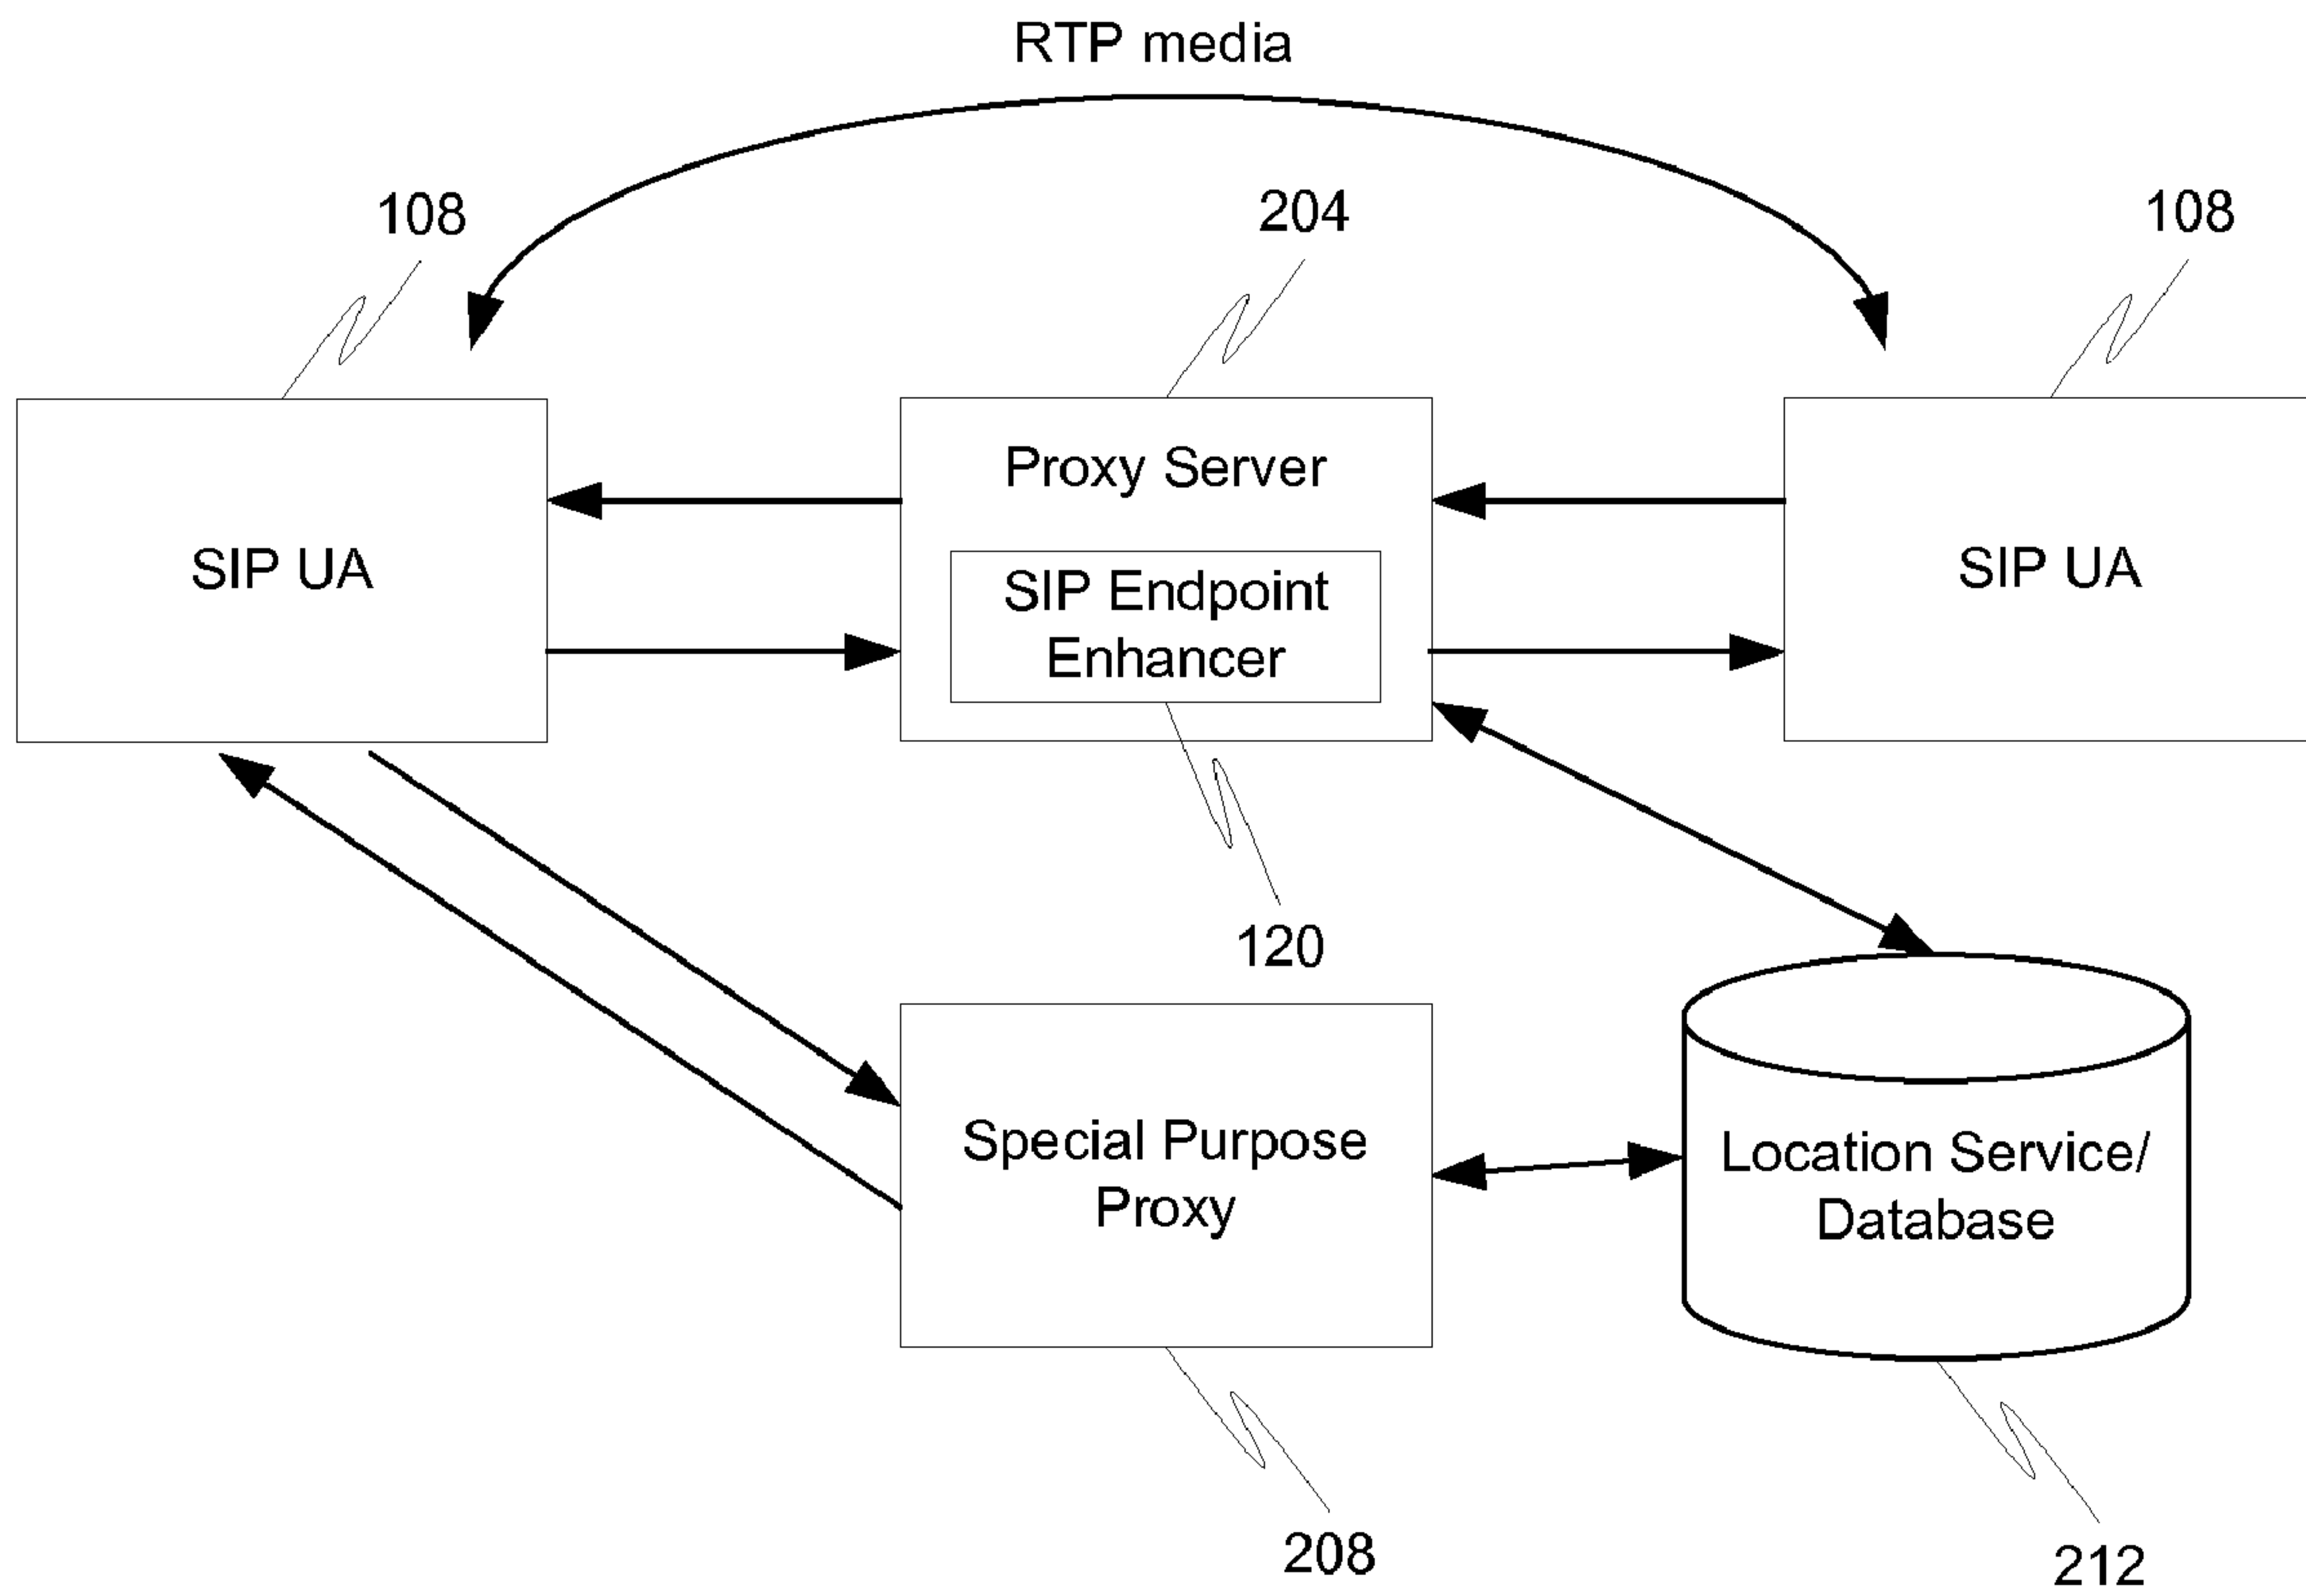 RTP media
108
204
108
Proxy Server
SIP UA
SIP Endpoint
Enhancer
SIP UA
120
Special Purpose
Proxy
Location Service/
Database
208
212